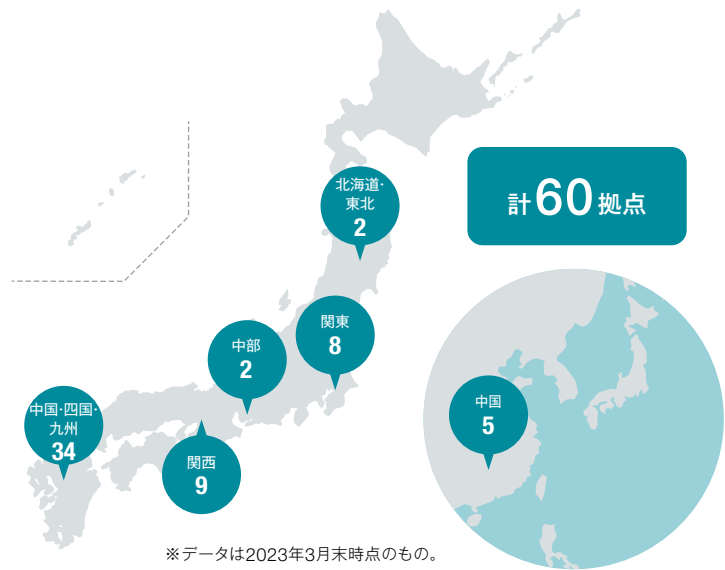 北海道・
東北
2
計60拠点
関東
8
中部
2
中国
5
中国・四国・
九州
34
関西
9
※データは2023年3月末時点のもの。